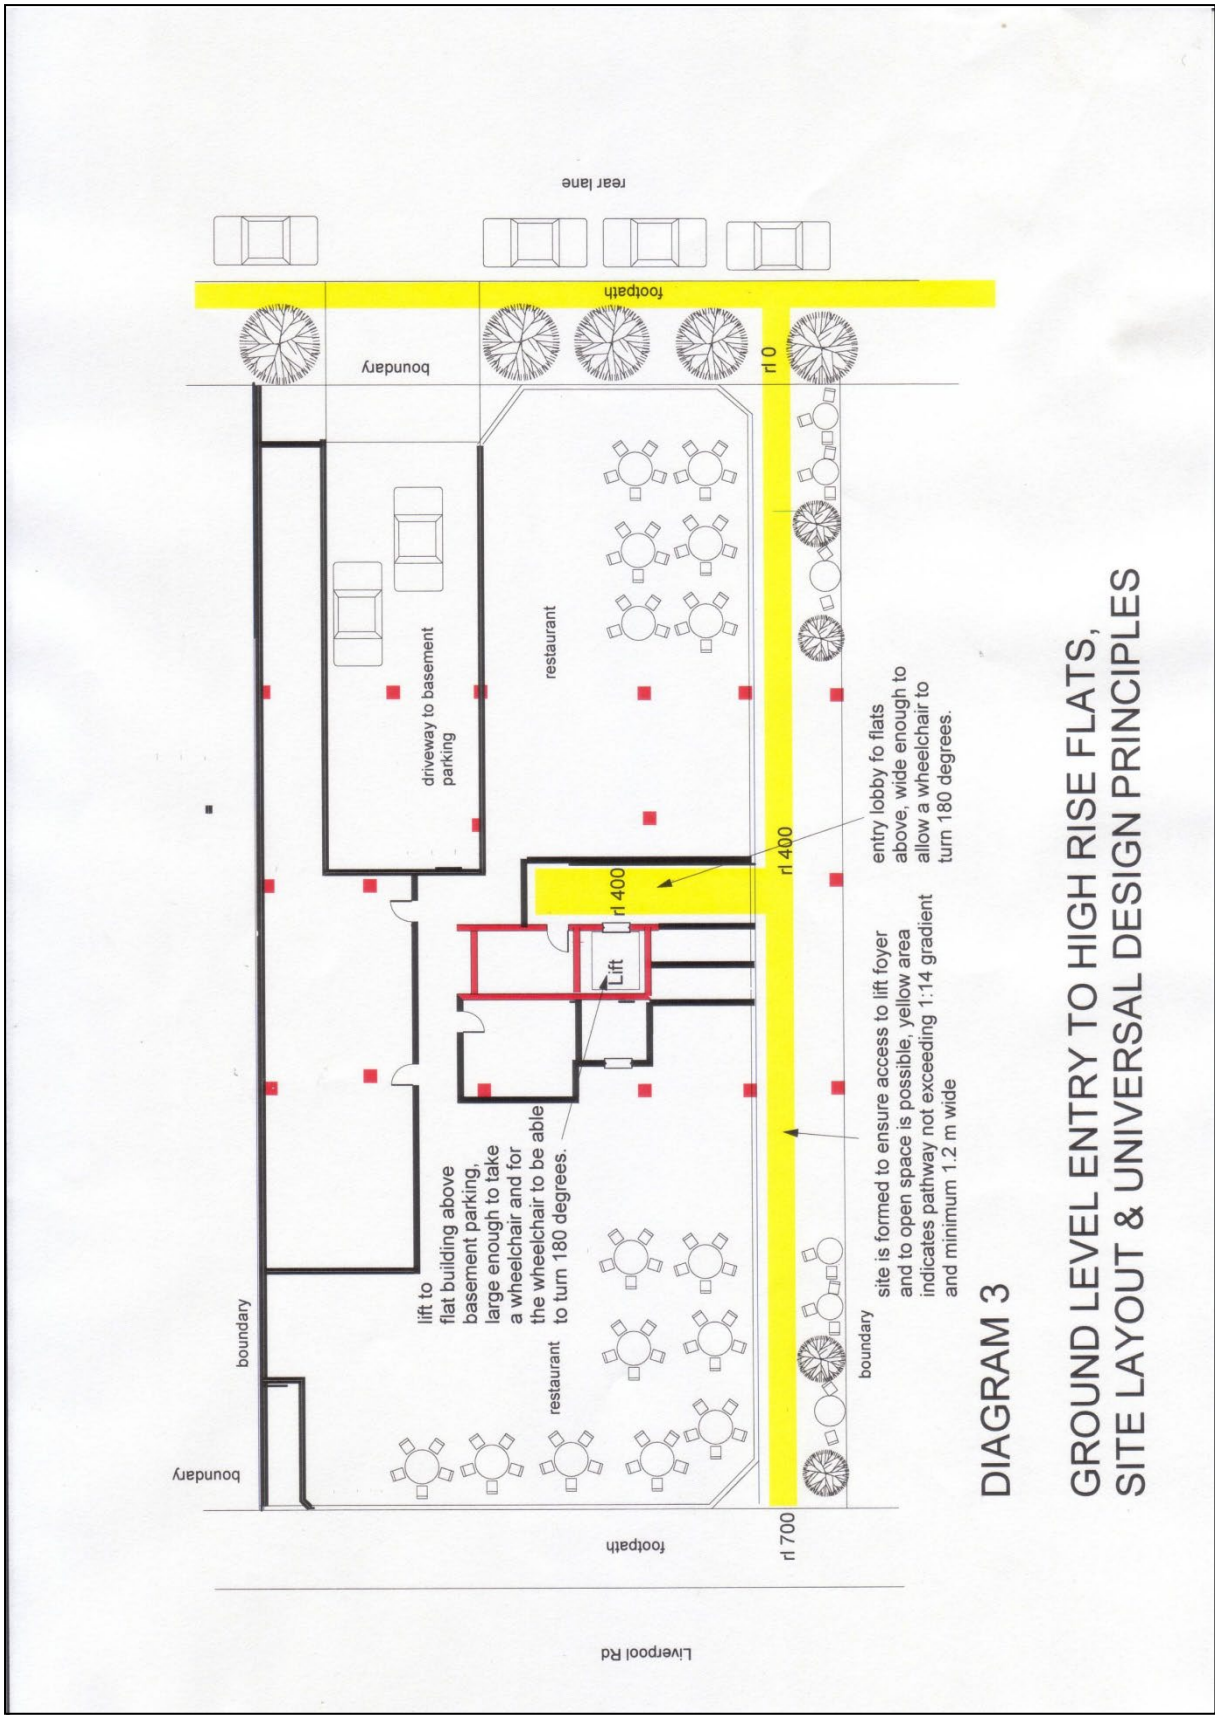 rear lane
footpath
boundary
rl 0
driveway to basement
parking
restaurant
entry lobby fo flats
above, wide enough to
allow a wheelchair to
turn 180 degrees.
rl 400
rl 400
Lift
lift to
flat building above
basement parking,
large enough to take
a wheelchair and for
the wheelchair to be able
to turn 180 degrees.
site is formed to ensure access to lift foyer
and to open space is possible, yellow area
indicates pathway not exceeding 1:14 gradient
and minimum 1.2 m wide
boundary
restaurant
boundary
boundary
footpath
rl 700
Liverpool Rd
DIAGRAM 3
GROUND LEVEL ENTRY TO HIGH RISE FLATS,
SITE LAYOUT & UNIVERSAL DESIGN PRINCIPLES